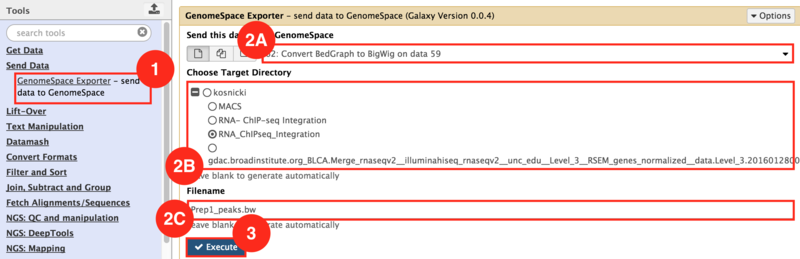 Tools
search tools
Get Data
Send Data
GenomeSpace Exporter - send data to GenomeSpace
Lift-Over
Text Manipulation
Datamash
Convert Formats
Filter and Sort
Join, Subtract and Group
Fetch Alignments/Sequences
NGS: QC and manipulation
NGS: DeepTools
NGS: Mapping
1
GenomeSpace Exporter – send data to GenomeSpace (Galaxy Version 0.0.4)
Options
Send this GenomeSpace
2A
2: Convert BedGraph to BigWig on data 59
Choose Target Directory
kosnicki
MACS
RNA- ChIP-seq Integration
RNA_ChIPseq_Integration
gdac.broadinstitute.org_BLCA.Merge_rnaseqv2__illuminahiseq_rnaseqv2__unc_edu__Level_3__RSEM_genes_normalized__data.Level_3.2016012800
2B
ve blank to generate automatically
Filename
Prep1_peaks.bw
2C
eave blank erate automatically
3
Execute